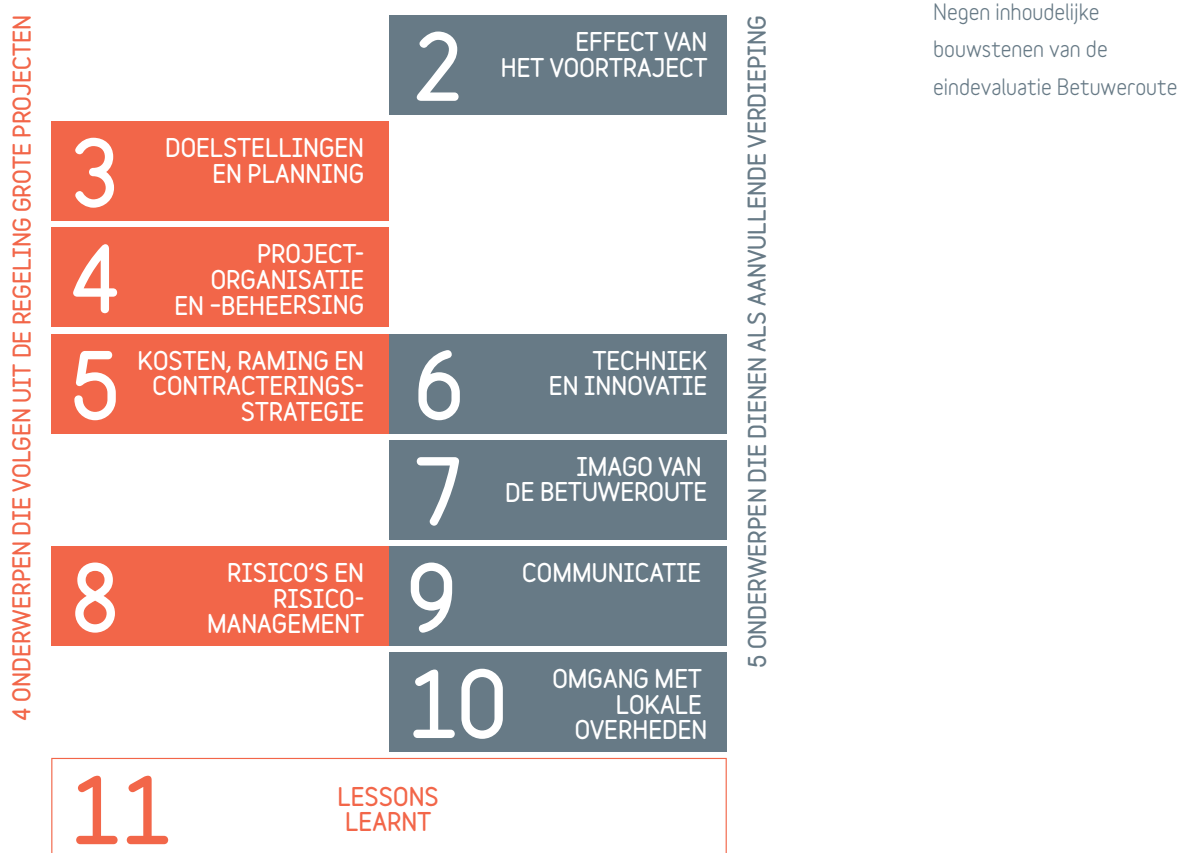 4 ONDERWERPEN DIE VOLGEN UIT DE REGELING GROTE PROJECTEN
2
EFFECT VAN
HET VOORTRAJECT
3
DOELSTELLINGEN
EN PLANNING
4
PROJECT-
ORGANISATIE
EN -BEHEERSING
5
KOSTEN, RAMING EN
CONTRACTERINGS-
STRATEGIE
6
TECHNIEK
EN INNOVATIE
7
IMAGO VAN
DE BETUWEROUTE
8
RISICO'S EN
RISICO-
MANAGEMENT
9
COMMUNICATIE
10
OMGANG MET
LOKALE
OVERHEDEN
11
LESSONS
LEARNT
5 ONDERWERPEN DIE DIENEN ALS AANVULLENDE VERDIEPING
Negen inhoudelijke
bouwstenen van de
eindevaluatie Betuweroute